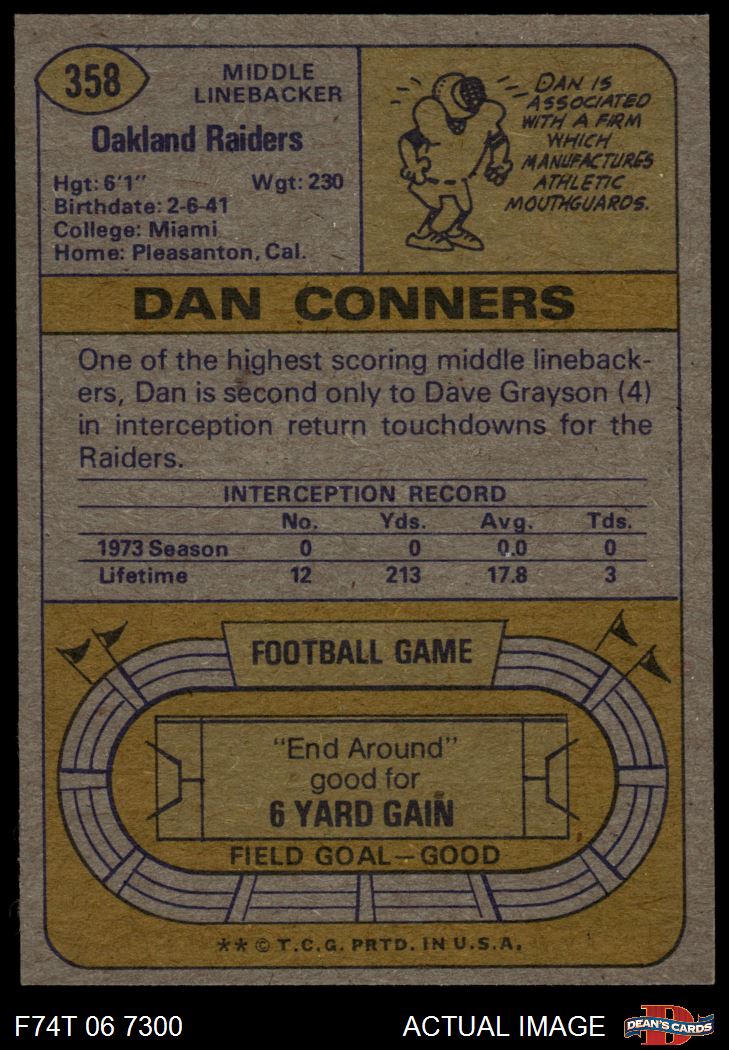 358
MIDDLE
LINEBACKER
Oakland Raiders
Hgt: 6'1" Wgt: 230
Birthdate: 2-6-41
College: Miami
Home: Pleasanton, Cal.
DAN IS
ASSOCIATED
WITH A FIRM
WHICH
MANUFACTURES
ATHLETIC
MOUTHGUARDS.
DAN CONNERS
One of the highest scoring middle lineback-
ers, Dan is second only to Dave Grayson (4)
in interception return touchdowns for the
Raiders.
INTERCEPTION RECORD
No. Yds. Avg. Tds.
1973 Season 0 0 0.0 0
Lifetime 12 213 17.8 3
FOOTBALL GAME
"End Around"
good for
6 YARD GAIN
FIELD GOAL—GOOD
** © T.C.G. PRTD. IN U.S.A.
F74T 06 7300 ACTUAL IMAGE
D
DEAN'S CARDS